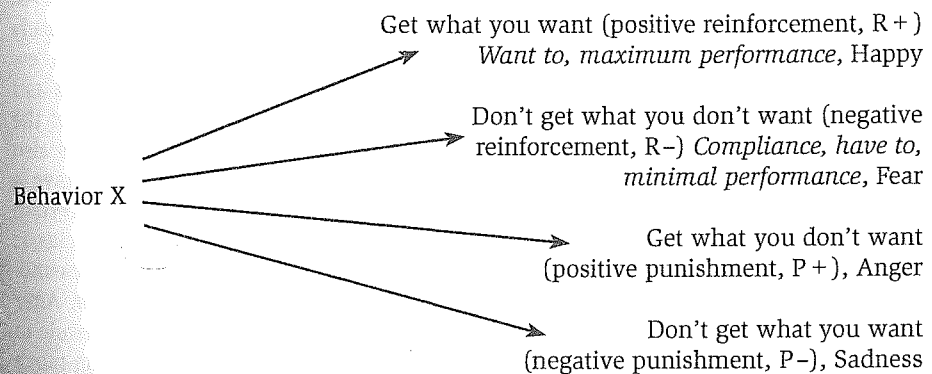 Get what you want (positive reinforcement, R+)
Want to, maximum performance, Happy
Don't get what you don't want (negative
reinforcement, R–) Compliance, have to,
minimal performance, Fear
Behavior X
Get what you don't want
(positive punishment, P+), Anger
Don't get what you want
(negative punishment, P–), Sadness